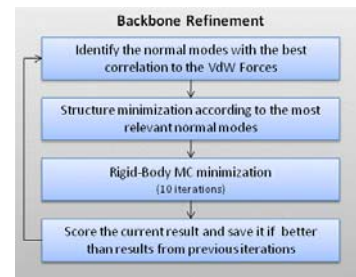 Backbone Refinement
Identify the normal modes with the best
correlation to the VdW Forces
Structure minimization according to the most
relevant normal modes
Rigid-Body MC minimization
(10 iterations)
Score the current result and save it if better
than results from previous iterations